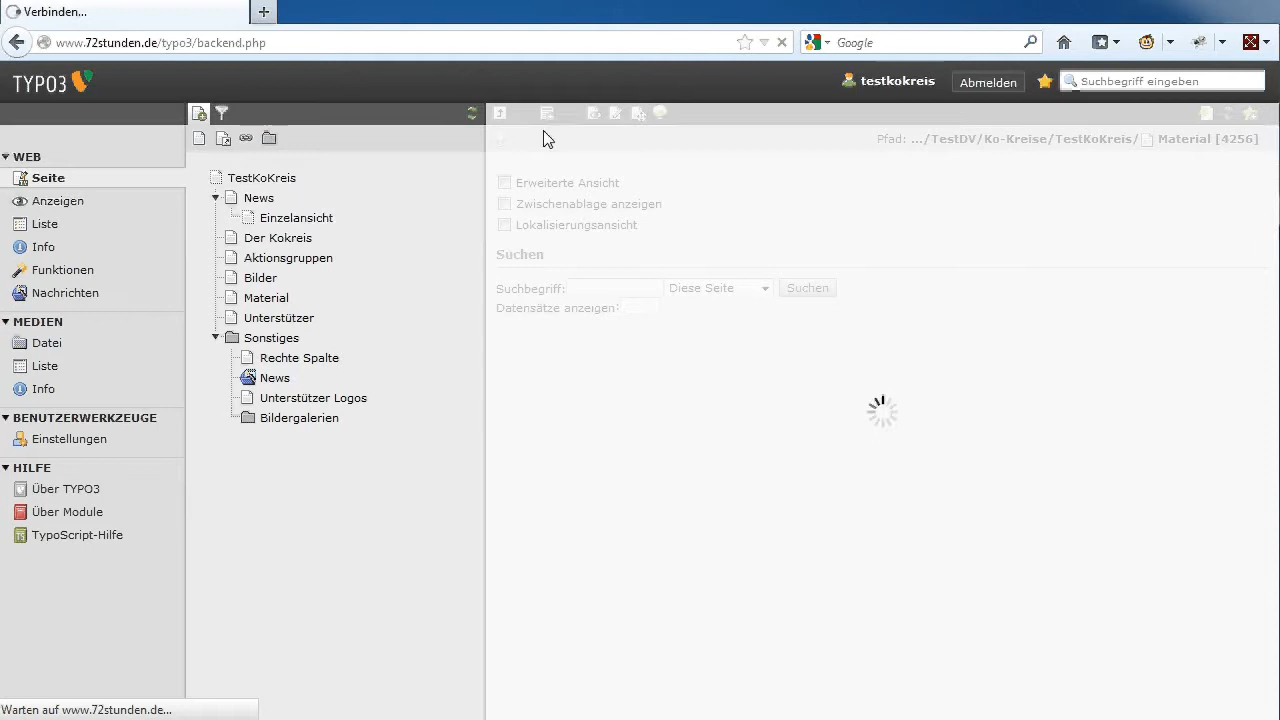 Verbinden...
www.72stunden.de/typo3/backend.php
Google
TYPO3
testkokreis
Abmelden
Suchbegriff eingeben
Pfad: .../TestDV/Ko-Kreise/TestKoKreis/ Material [4256]
WEB
Seite
Anzeigen
Liste
Info
Funktionen
Nachrichten
MEDIEN
Datei
Liste
Info
BENUTZERWERKZEUGE
Einstellungen
HILFE
Über TYPO3
Über Module
TypoScript-Hilfe
TestKoKreis
News
Einzelansicht
Der Kokreis
Aktionsgruppen
Bilder
Material
Unterstützer
Sonstiges
Rechte Spalte
News
Unterstützer Logos
Bildergalerien
Erweiterte Ansicht
Zwischenablage anzeigen
Lokalisierungsansicht
Suchen
Suchbegriff: Diese Seite Suchen
Datensätze anzeigen:
Warten auf www.72stunden.de...